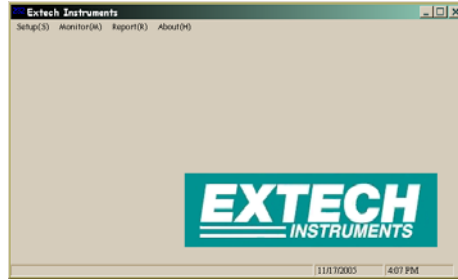 Extech Instruments
Setup(S) Monitor(M) Report(R) About(H)
EXTECH
INSTRUMENTS
11/17/2005 4:07 PM